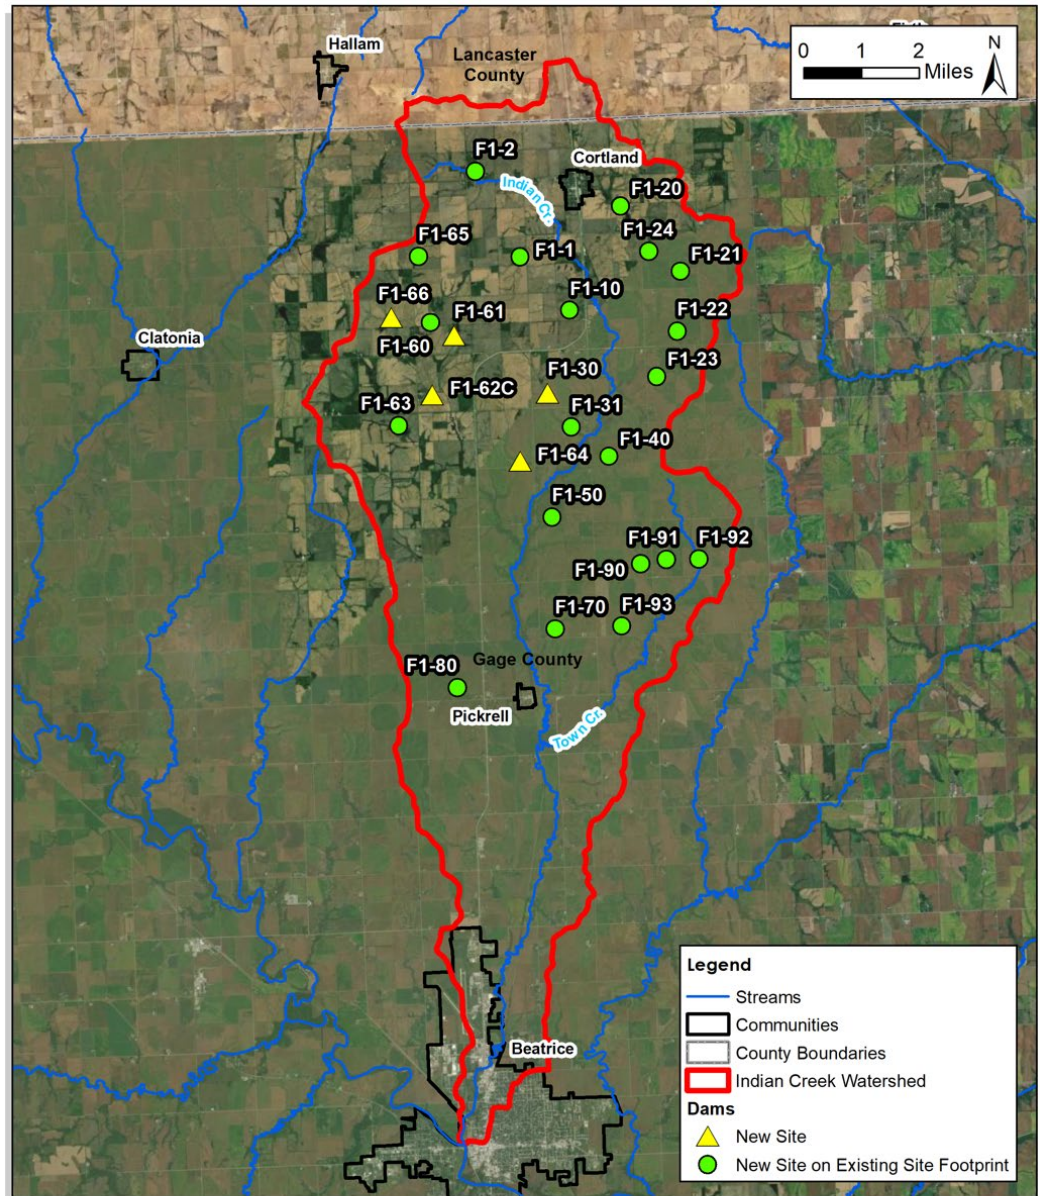 Hallam
Lancaster
County
0 1 2
Miles
N
F1-2
Cortland
Indian Cr.
F1-20
F1-65
F1-1
F1-24
F1-21
F1-66
F1-61
F1-10
F1-22
Clatonia
F1-60
F1-23
F1-62C
F1-30
F1-63
F1-31
F1-40
F1-64
F1-50
F1-91
F1-92
F1-90
F1-70
F1-93
Gage County
F1-80
Pickrell
Town Cr.
Beatrice
Legend
Streams
Communities
County Boundaries
Indian Creek Watershed
Dams
New Site
New Site on Existing Site Footprint